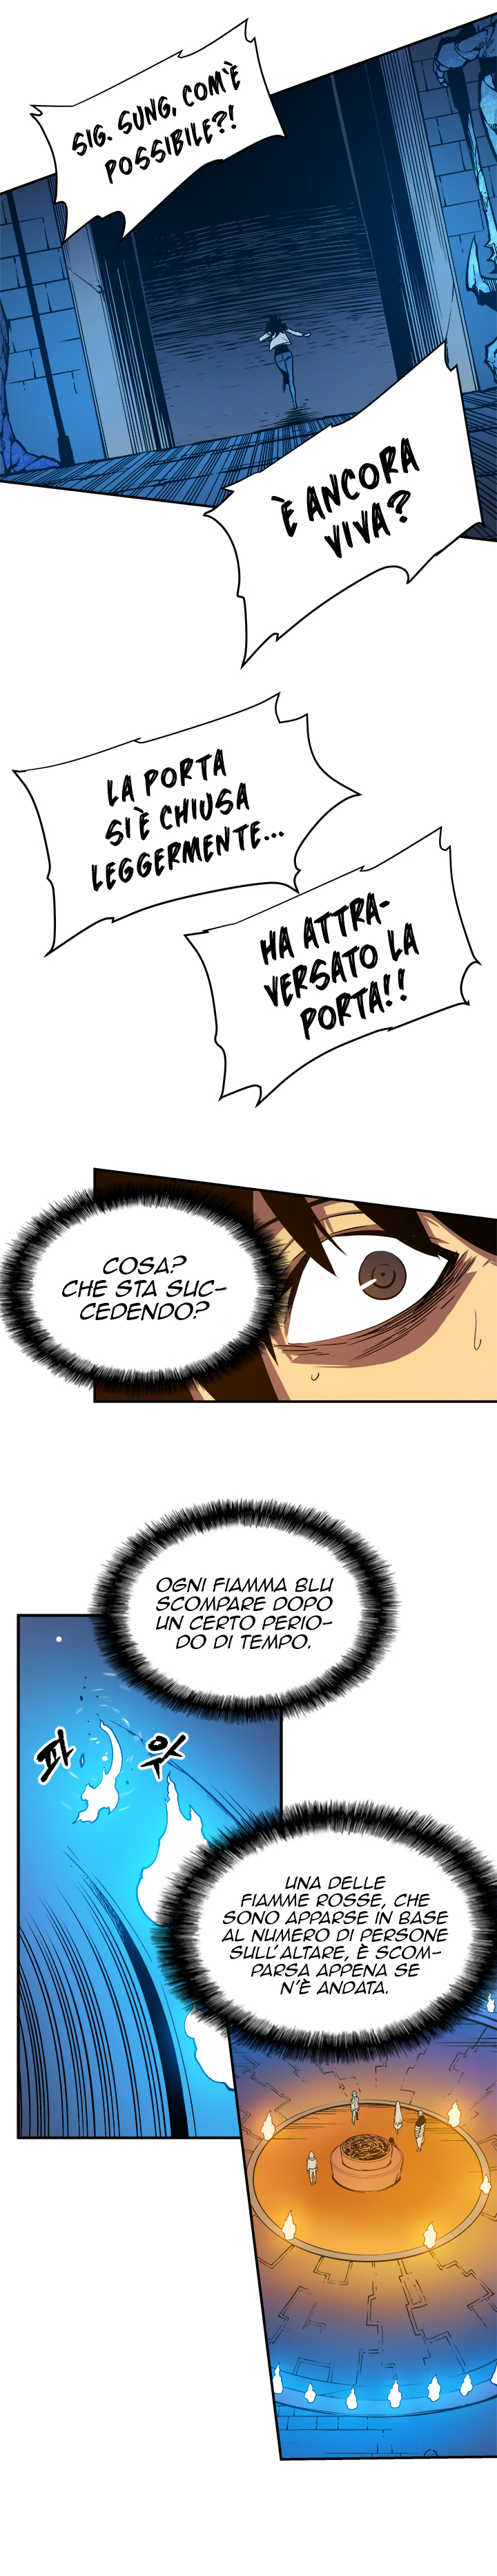 SIG. SUNG, COM'È
POSSIBILE?!
È ANCORA
VIVA?
LA PORTA
SI È CHIUSA
LEGGERMENTE...
HA ATTRA-
VERSATO LA
PORTA!!
COSA?
CHE STA SUC-
CEDENDO?
OGNI FIAMMA BLU
SCOMPARE DOPO
UN CERTO PERIO-
DO DI TEMPO.
파 앗
UNA DELLE
FIAMME ROSSE, CHE
SONO APPARSE IN BASE
AL NUMERO DI PERSONE
SULL'ALTARE, È SCOM-
PARSA APPENA SE
N'È ANDATA.